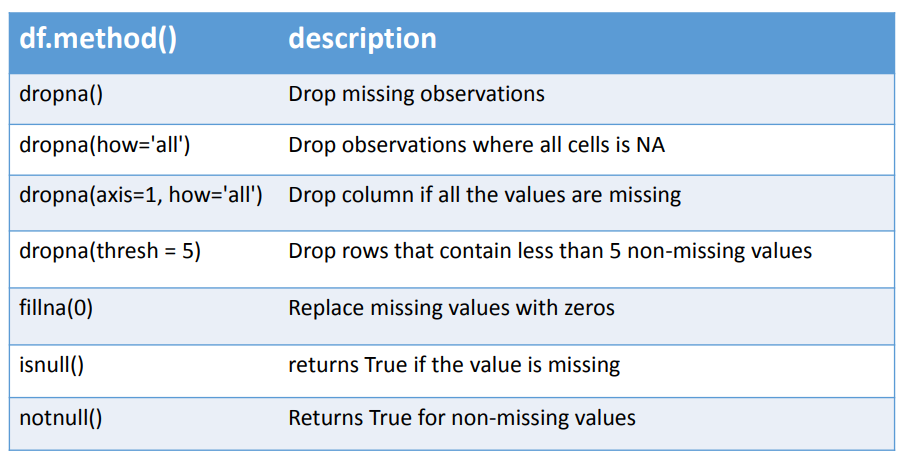 df.method() description
dropna() Drop missing observations
dropna(how='all') Drop observations where all cells is NA
dropna(axis=1, how='all') Drop column if all the values are missing
dropna(thresh = 5) Drop rows that contain less than 5 non-missing values
fillna(0) Replace missing values with zeros
isnull() returns True if the value is missing
notnull() Returns True for non-missing values